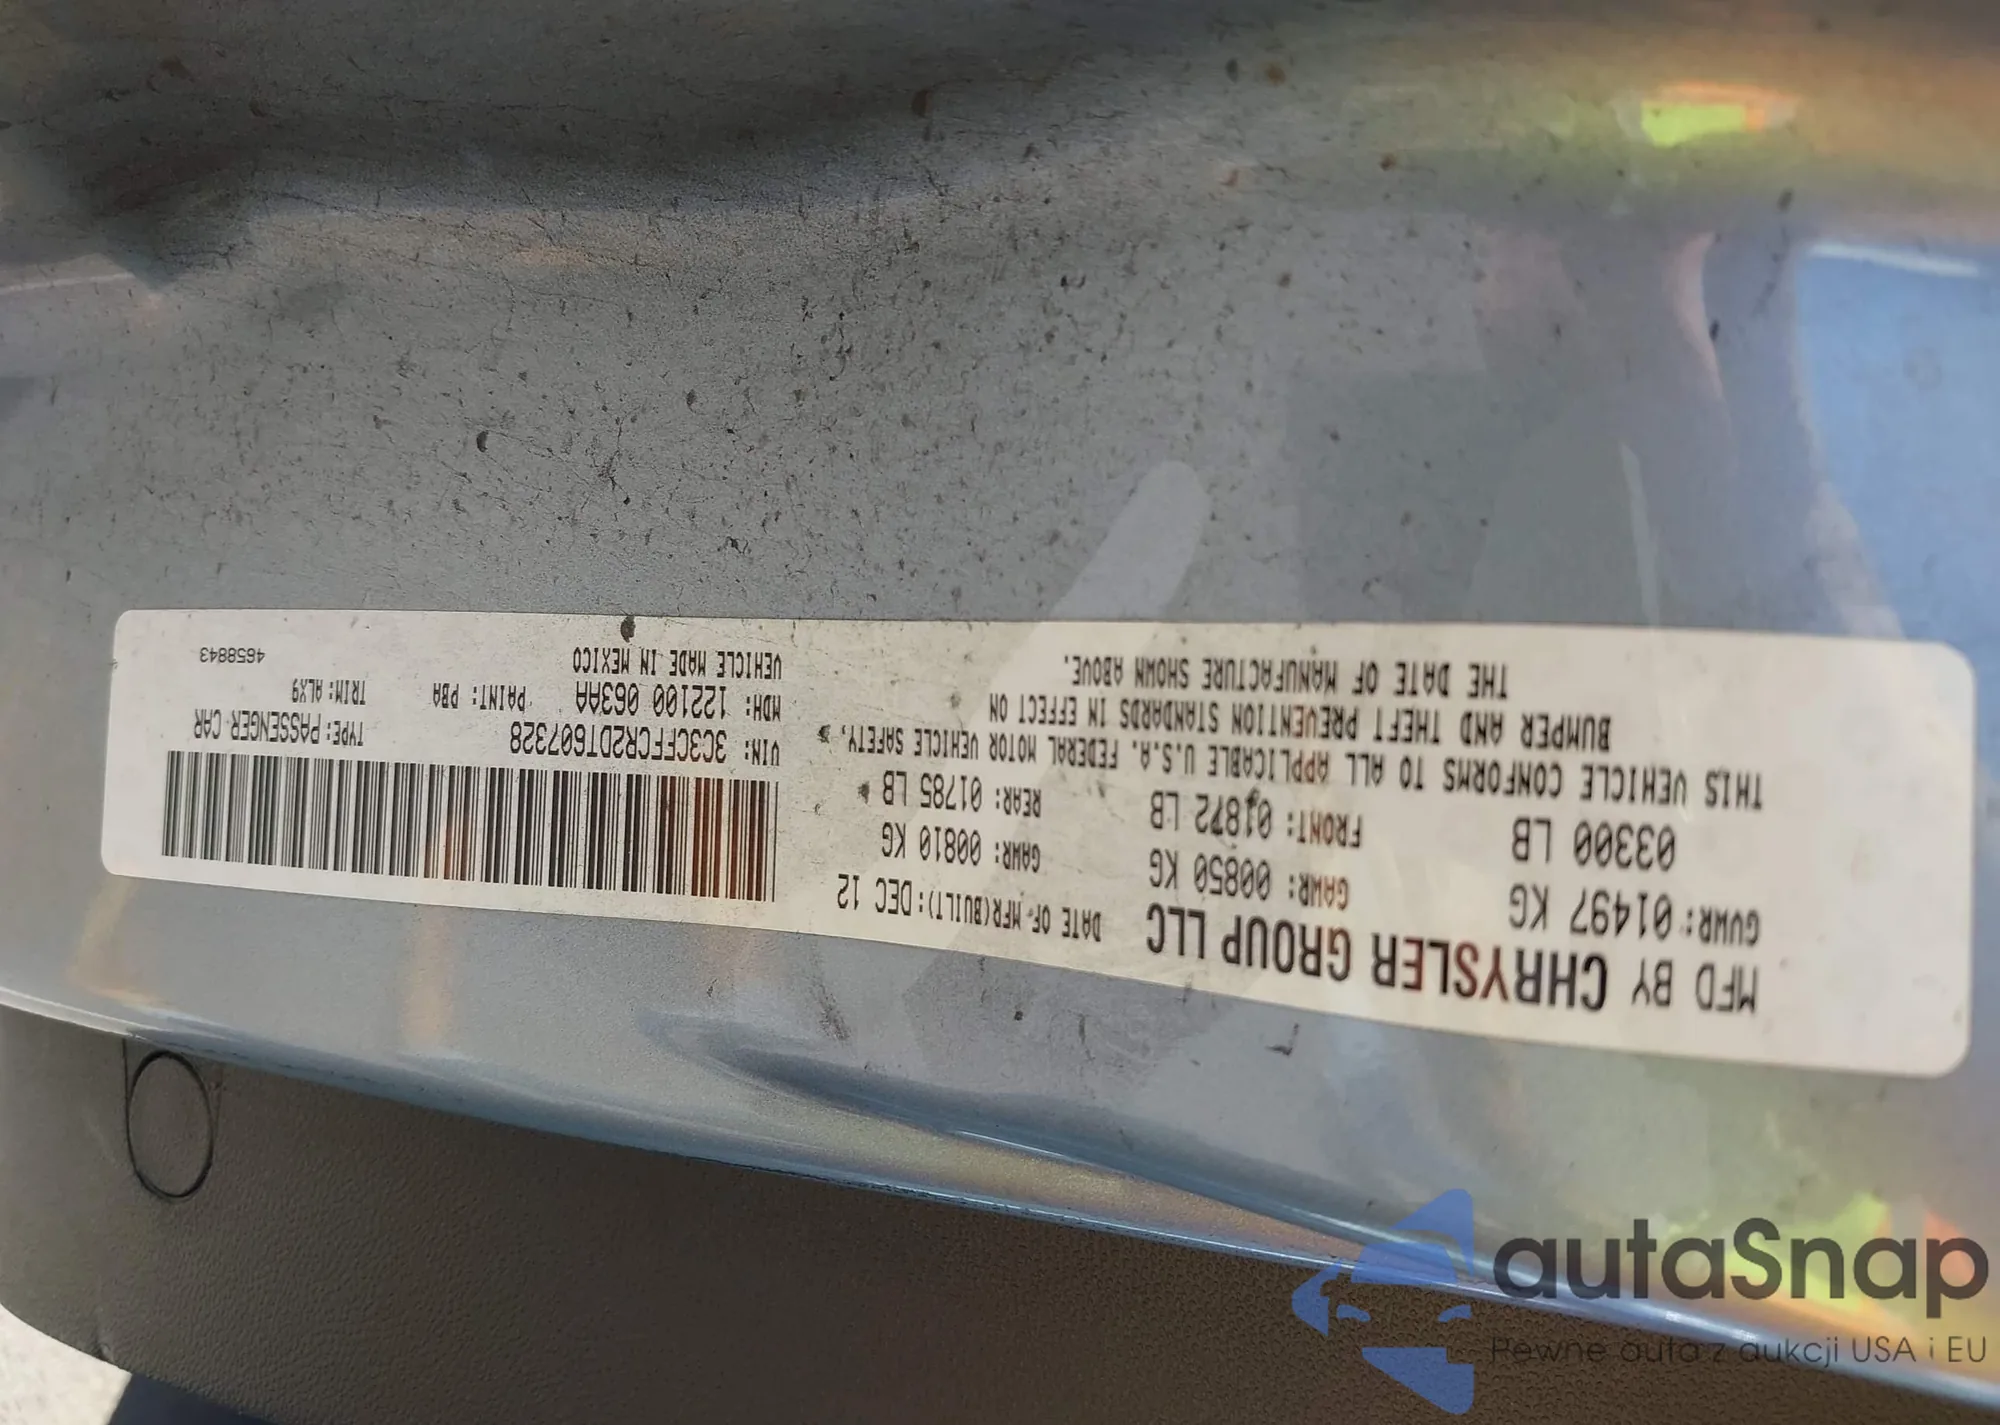 MFD BY CHRYSLER GROUP LLC
DATE OF MFR(BUILT): DEC 12
GVWR: 01497 KG
GAWR: 00850 KG
GAWR: 00810 KG
03300 LB
FRONT: 01872 LB
REAR: 01785 LB
THIS VEHICLE CONFORMS TO ALL APPLICABLE U.S.A. FEDERAL MOTOR VEHICLE SAFETY,
BUMPER AND THEFT PREVENTION STANDARDS IN EFFECT ON
THE DATE OF MANUFACTURE SHOWN ABOVE.
VIN: 3C3CFFCR2DT607328
TYPE: PASSENGER CAR
MDH: 122100 063AA
PAINT: PBA
TRIM: ALX9
VEHICLE MADE IN MEXICO
4658843
autaSnap
Pewne auta z aukcji USA i EU